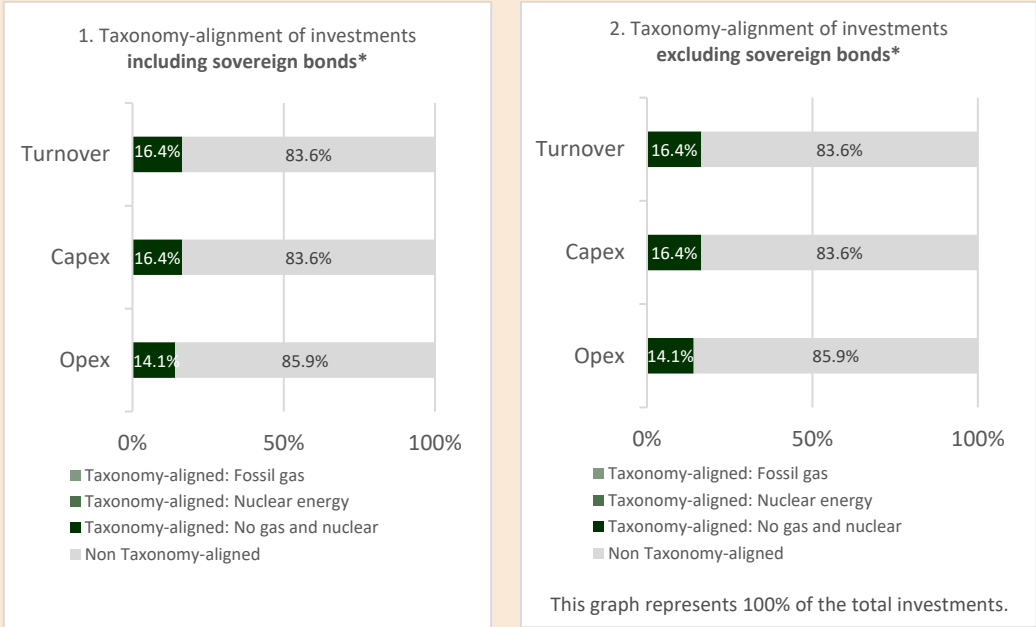 1. Taxonomy-alignment of investments
including sovereign bonds*
Turnover
16.4%
83.6%
Capex
16.4%
83.6%
Opex
14.1%
85.9%
0%
50%
100%
Taxonomy-aligned: Fossil gas
Taxonomy-aligned: Nuclear energy
Taxonomy-aligned: No gas and nuclear
Non Taxonomy-aligned
2. Taxonomy-alignment of investments
excluding sovereign bonds*
Turnover
16.4%
83.6%
Capex
16.4%
83.6%
Opex
14.1%
85.9%
0%
50%
100%
Taxonomy-aligned: Fossil gas
Taxonomy-aligned: Nuclear energy
Taxonomy-aligned: No gas and nuclear
Non Taxonomy-aligned
This graph represents 100% of the total investments.